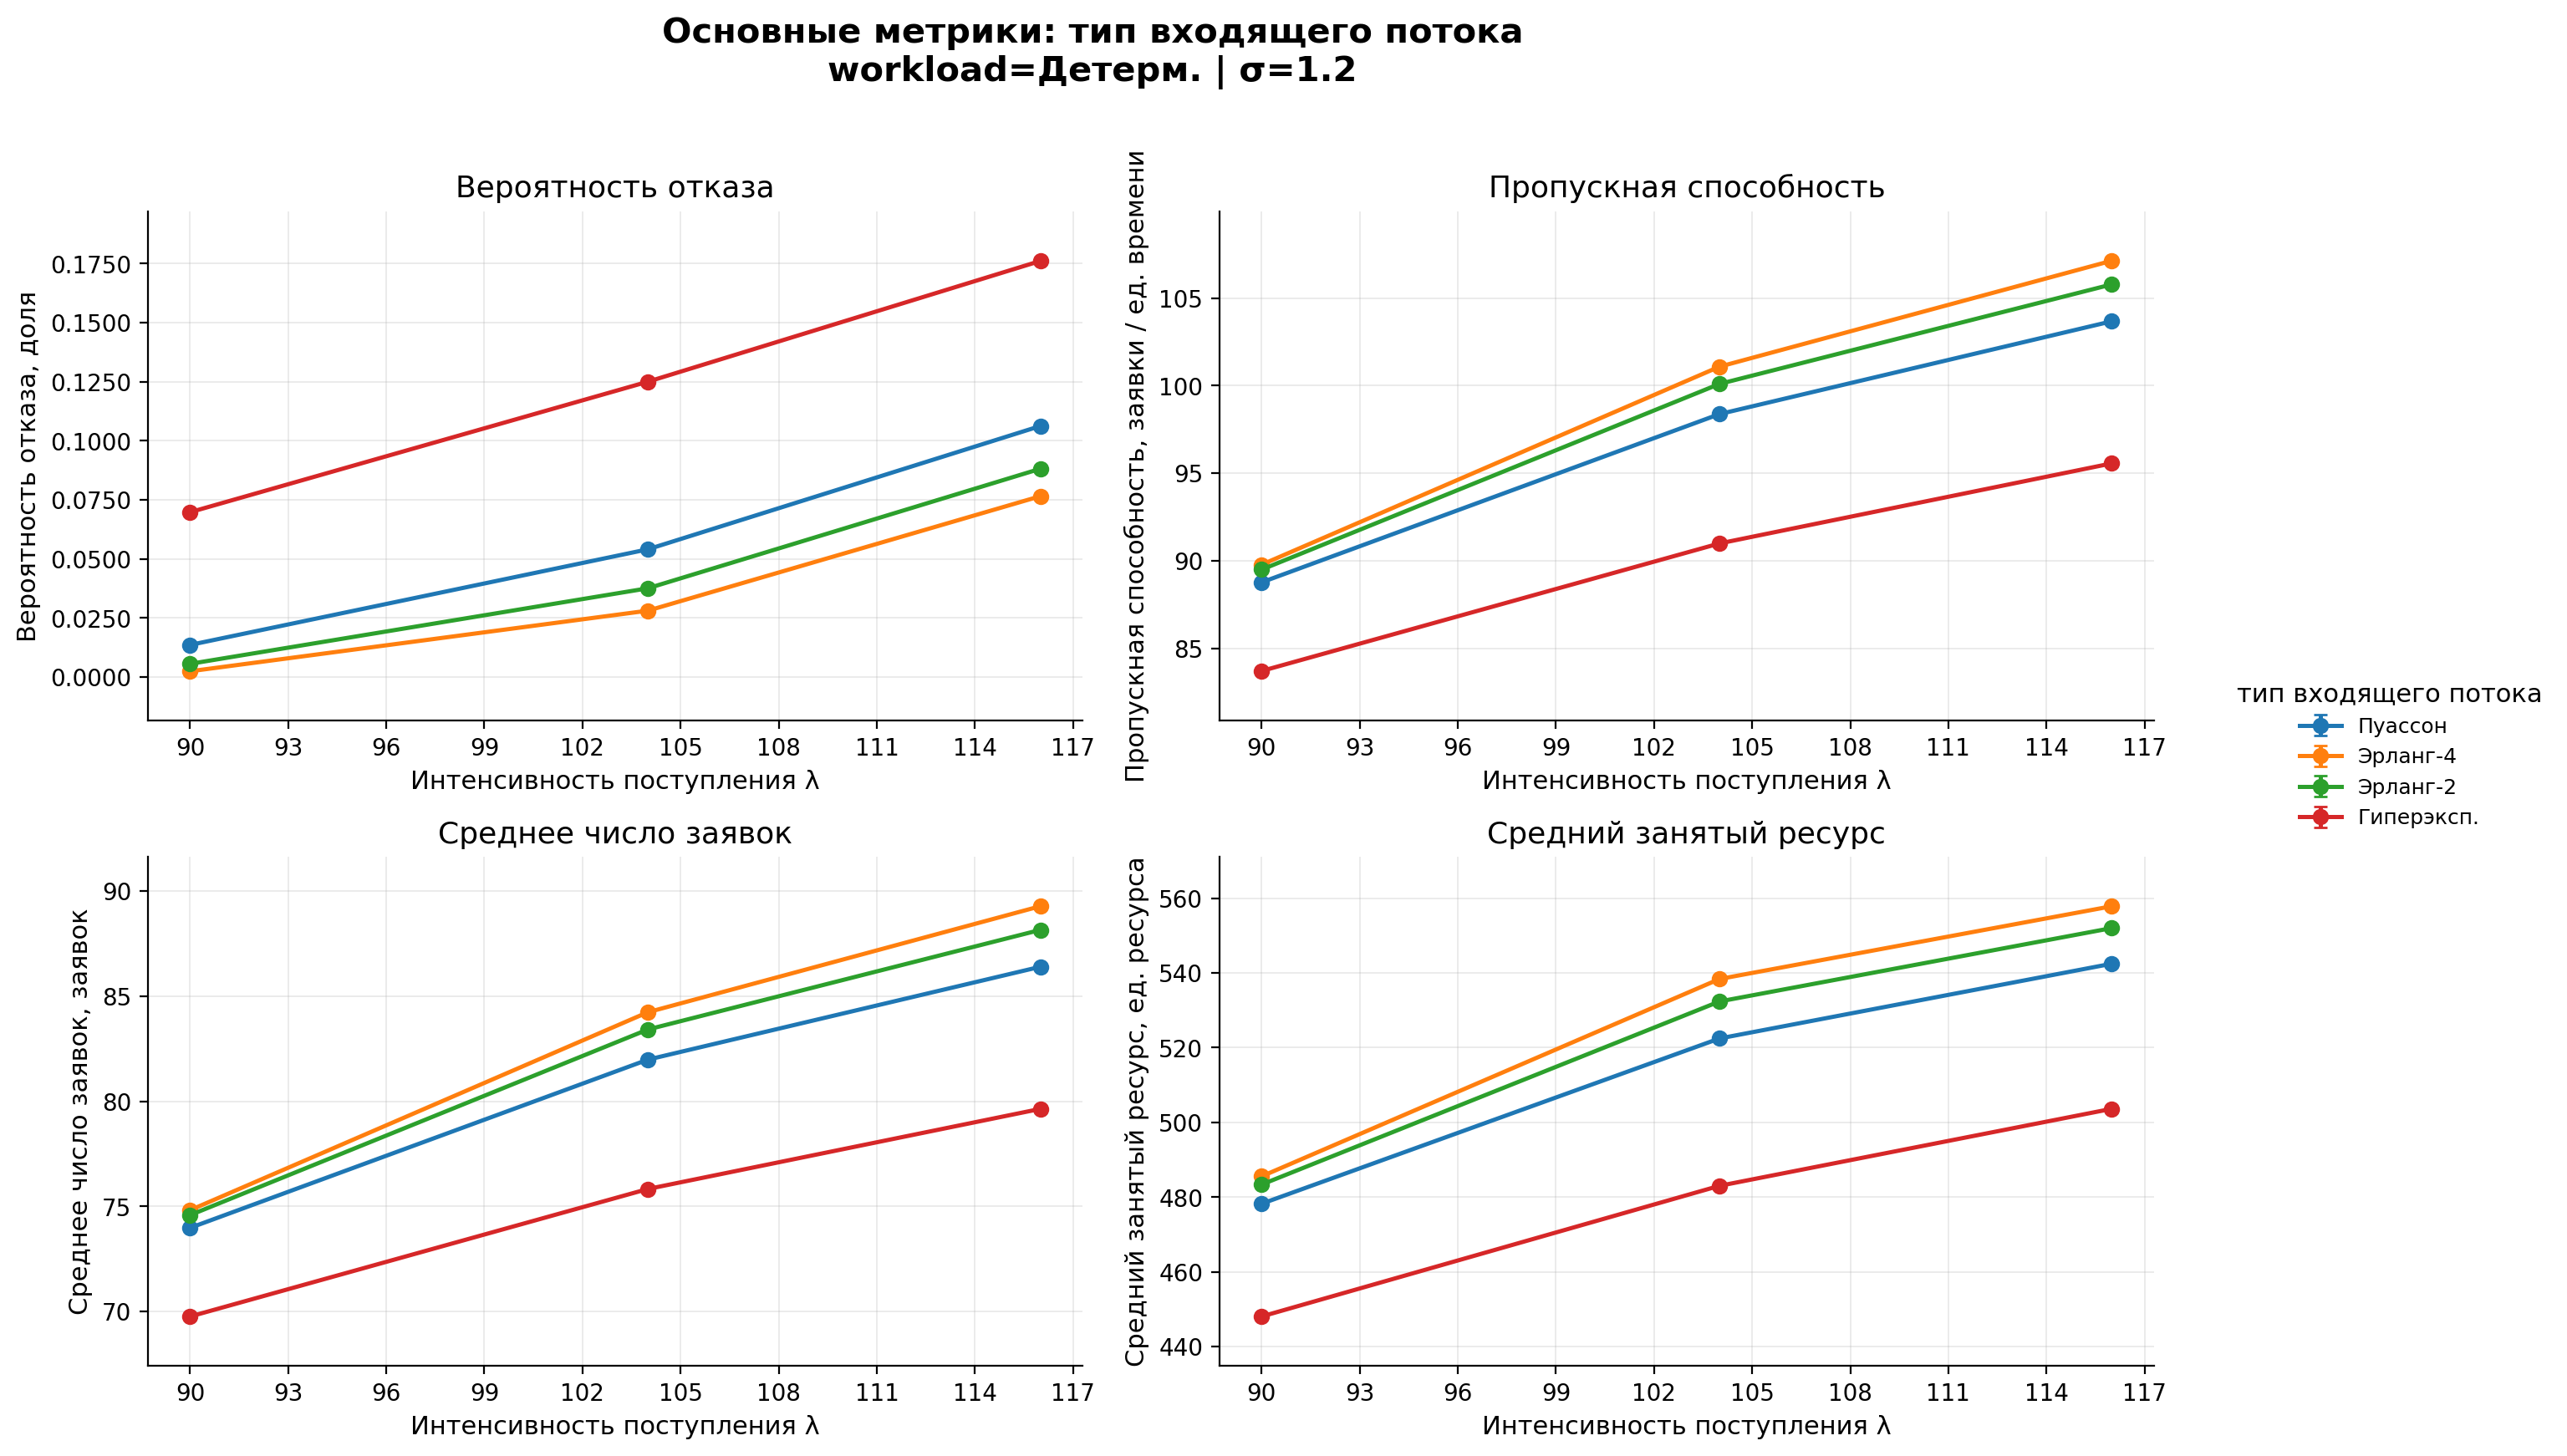 Основные метрики: тип входящего потока
workload=Детерм. | σ=1.2
Вероятность отказа
Вероятность отказа, доля
0.1750
0.1500
0.1250
0.1000
0.0750
0.0500
0.0250
0.0000
90 93 96 99 102 105 108 111 114 117
Интенсивность поступления λ
Пропускная способность
Пропускная способность, заявки / ед. времени
105
100
95
90
85
90 93 96 99 102 105 108 111 114 117
Интенсивность поступления λ
тип входящего потока
Пуассон
Эрланг-4
Эрланг-2
Гиперэксп.
Среднее число заявок
Среднее число заявок, заявок
90
85
80
75
70
90 93 96 99 102 105 108 111 114 117
Интенсивность поступления λ
Средний занятый ресурс
Средний занятый ресурс, ед. ресурса
560
540
520
500
480
460
440
90 93 96 99 102 105 108 111 114 117
Интенсивность поступления λ